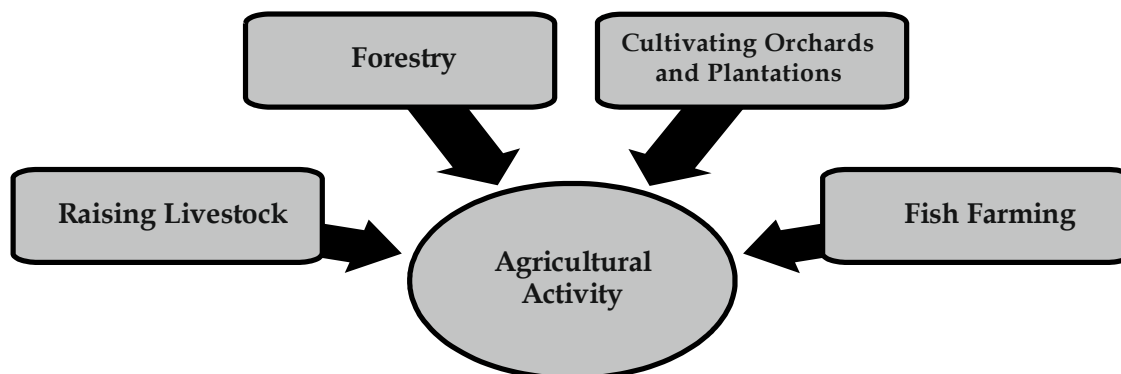 Forestry
Cultivating Orchards
and Plantations
Raising Livestock
Fish Farming
Agricultural
Activity